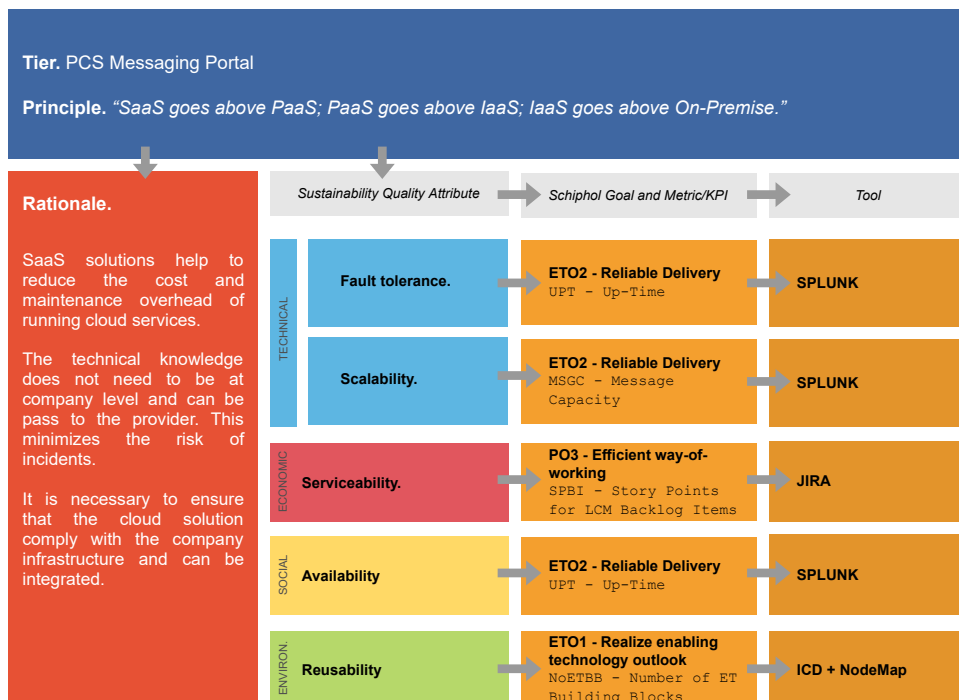 Tier. PCS Messaging Portal
Principle. “SaaS goes above PaaS; PaaS goes above IaaS; IaaS goes above On-Premise.”
Rationale.
SaaS solutions help to
reduce the cost and
maintenance overhead of
running cloud services.
The technical knowledge
does not need to be at
company level and can be
pass to the provider. This
minimizes the risk of
incidents.
It is necessary to ensure
that the cloud solution
comply with the company
infrastructure and can be
integrated.
Sustainability Quality Attribute
Schiphol Goal and Metric/KPI
Tool
TECHNICAL
Fault tolerance.
ETO2 - Reliable Delivery
UPT - Up-Time
SPLUNK
Scalability.
ETO2 - Reliable Delivery
MSGC - Message
Capacity
SPLUNK
ECONOMIC
Serviceability.
PO3 - Efficient way-of-
working
SPBI - Story Points
for LCM Backlog Items
JIRA
SOCIAL
Availability
ETO2 - Reliable Delivery
UPT - Up-Time
SPLUNK
ENVIRON.
Reusability
ETO1 - Realize enabling
technology outlook
NoETBB - Number of ET
Building Blocks
ICD + NodeMap